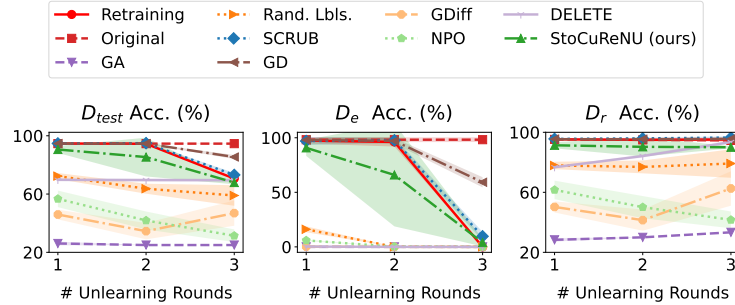 Retraining Rand. Lbls. GDiff DELETE
Original SCRUB NPO StoCuReNU (ours)
GA GD
D_test Acc. (%) D_e Acc. (%) D_r Acc. (%)
100 100 100
60 50 60
20 0 20
1 2 3 1 2 3 1 2 3
# Unlearning Rounds # Unlearning Rounds # Unlearning Rounds